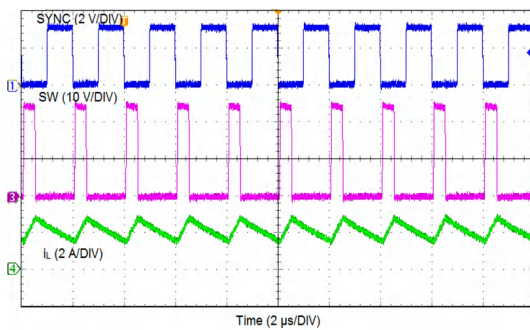 SYNC (2 V/DIV)
T
1
SW (10 V/DIV)
3
iL (2 A/DIV)
4
Time (2 µs/DIV)